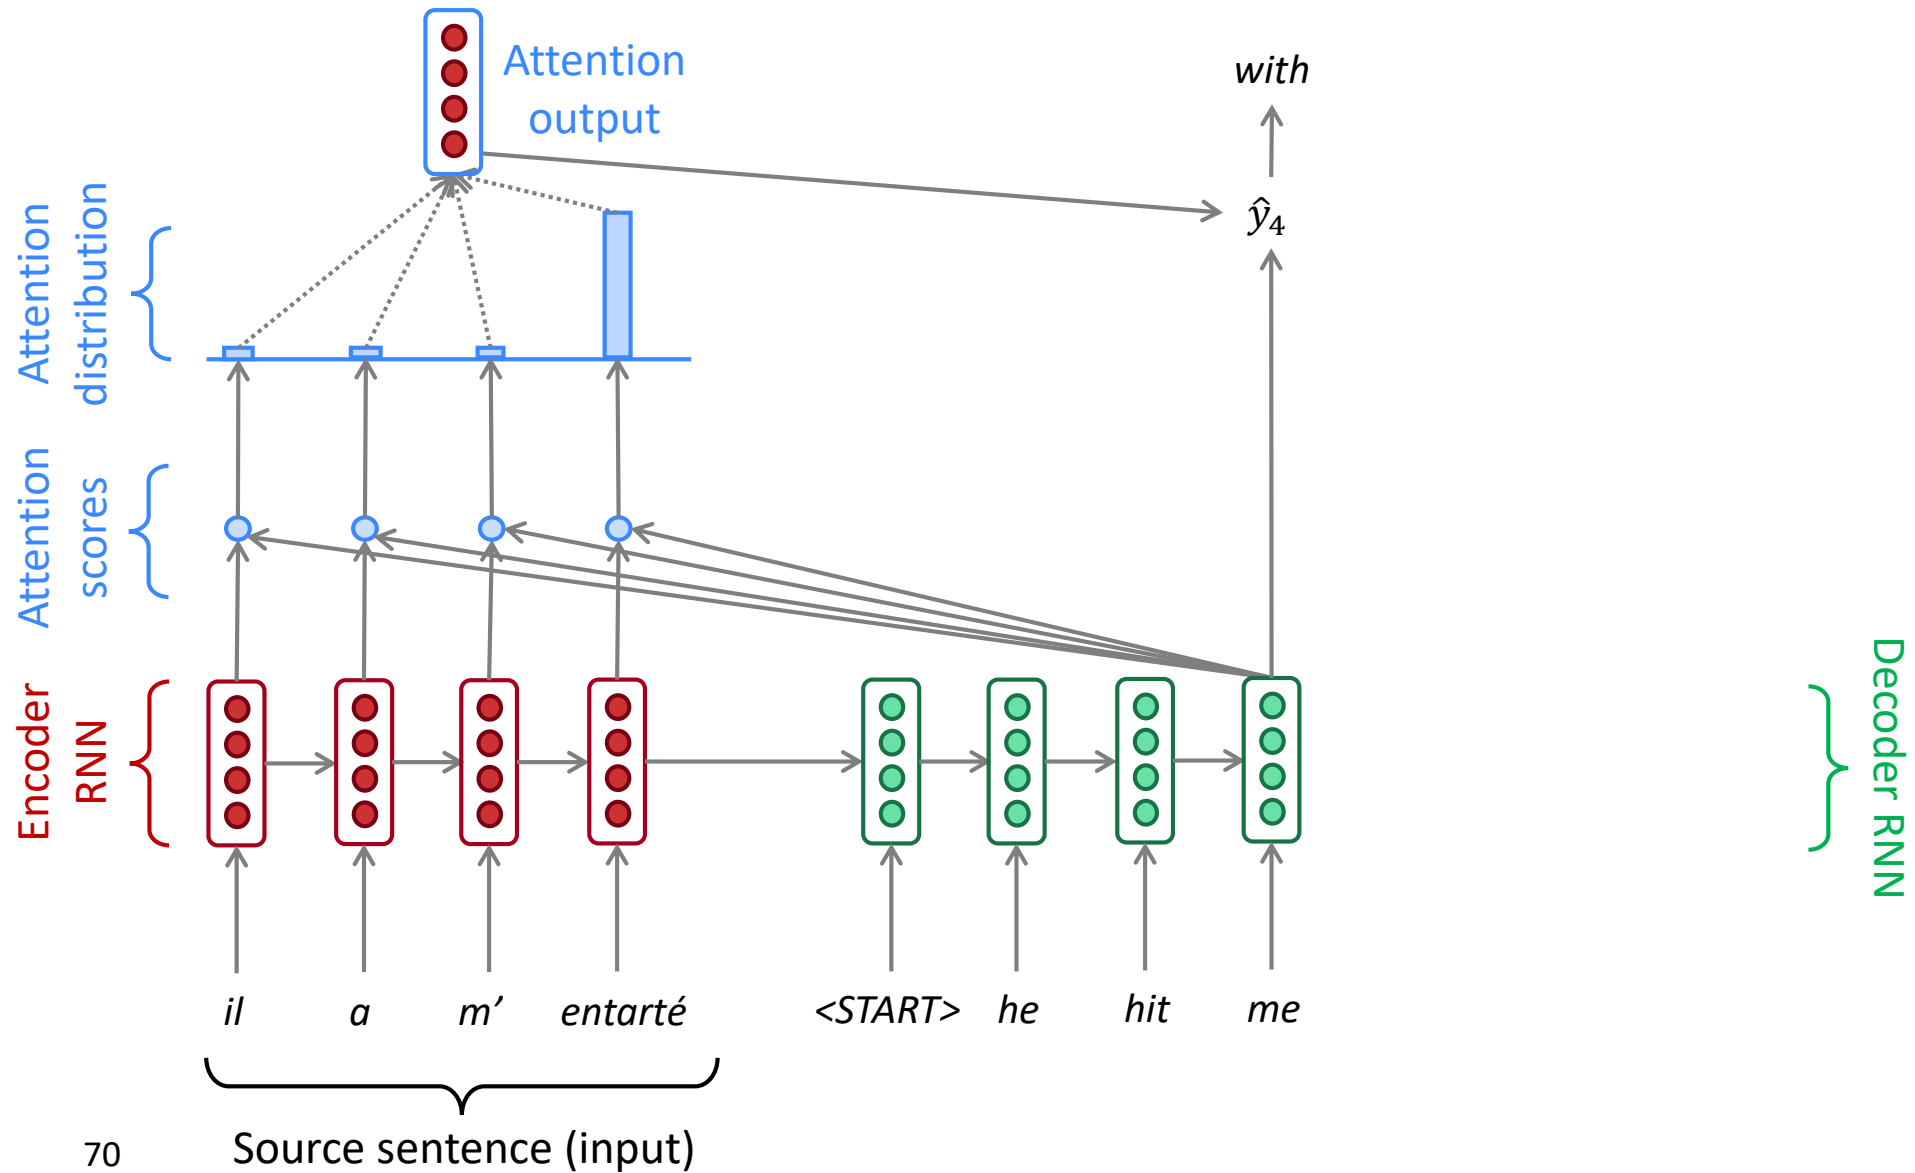 Attention
output
with
Attention
distribution
ŷ₄
Attention
scores
Encoder
RNN
Decoder RNN
il a m’ entarté <START> he hit me
Source sentence (input)
70